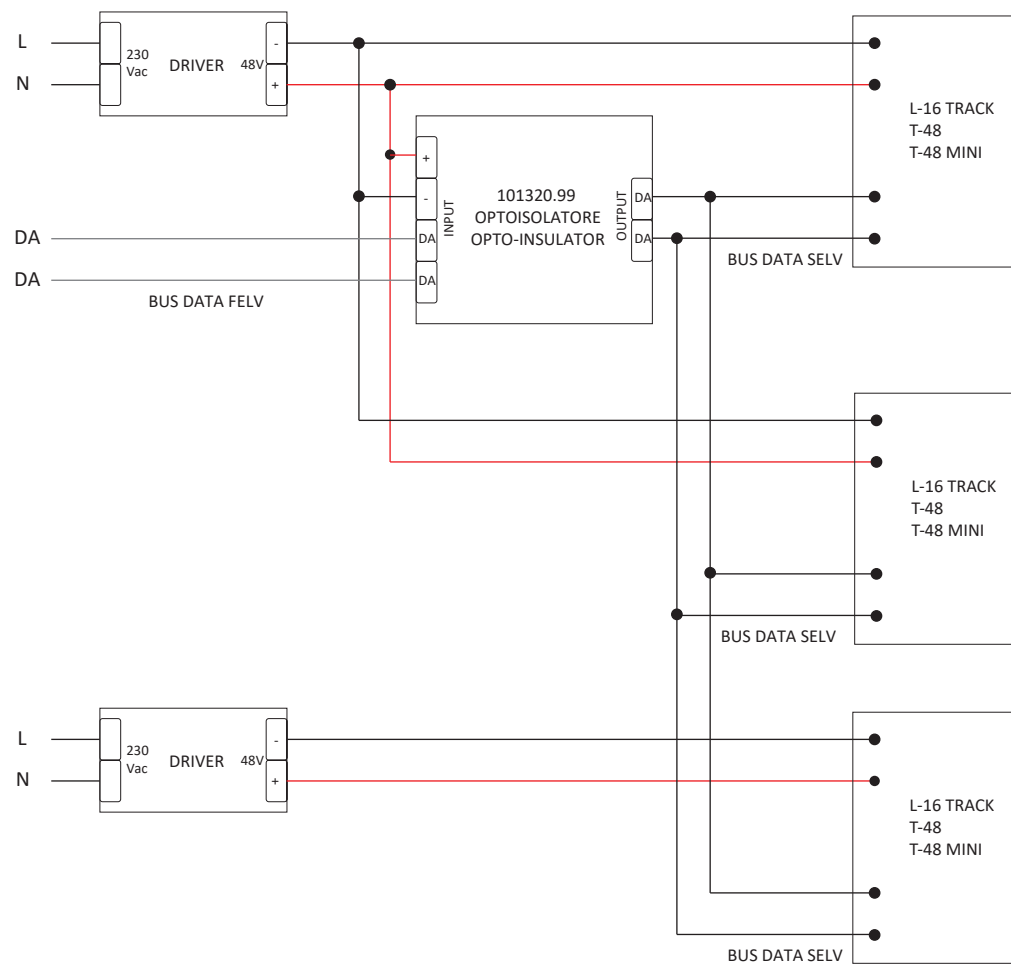 L
N
230
Vac
DRIVER
48V
-
+
L-16 TRACK
T-48
T-48 MINI
+
-
DA
DA
INPUT
101320.99
OPTOISOLATORE
OPTO-INSULATOR
OUTPUT
DA
DA
DA
DA
BUS DATA FELV
BUS DATA SELV
L-16 TRACK
T-48
T-48 MINI
BUS DATA SELV
L
N
230
Vac
DRIVER
48V
-
+
L-16 TRACK
T-48
T-48 MINI
BUS DATA SELV